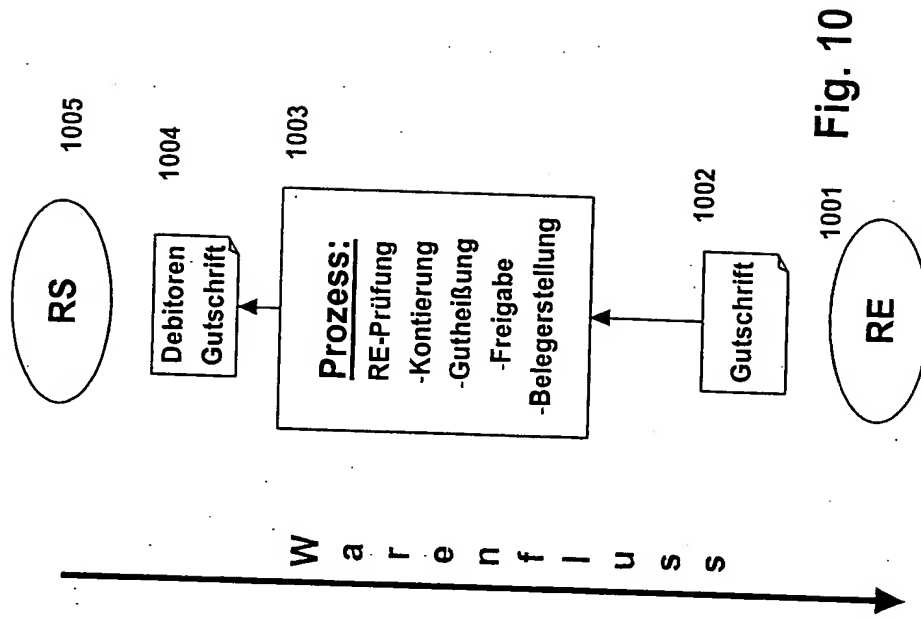 RS
1005
Debitoren
Gutschrift
1004
Prozess:
RE-Prüfung
-Kontierung
-Gutheißung
-Freigabe
-Belegerstellung
1003
Gutschrift
1002
RE
1001
Warenfluss
Fig. 10